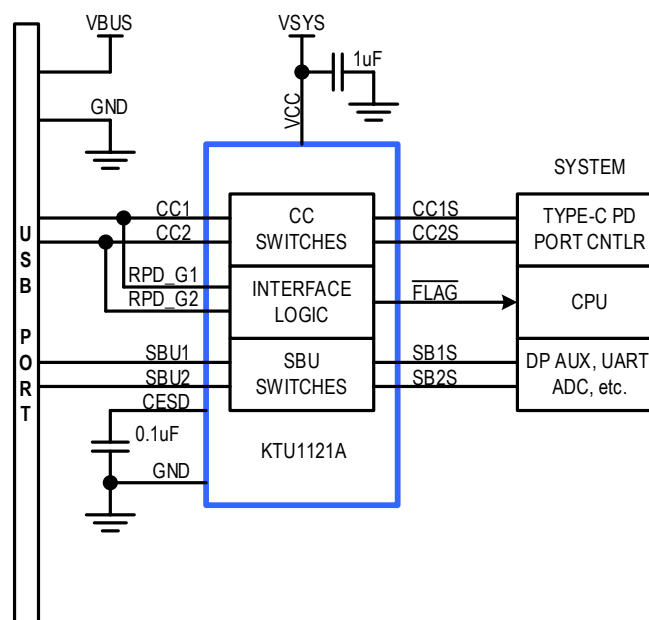 VBUS
VSYS
1uF
GND
VCC
SYSTEM
USB PORT
CC1
CC2
CC
SWITCHES
CC1S
CC2S
TYPE-C PD
PORT CNTLR
RPD_G1
RPD_G2
INTERFACE
LOGIC
FLAG
CPU
SBU1
SBU2
SBU
SWITCHES
SB1S
SB2S
DP AUX, UART
ADC, etc.
CESD
0.1uF
KTU1121A
GND